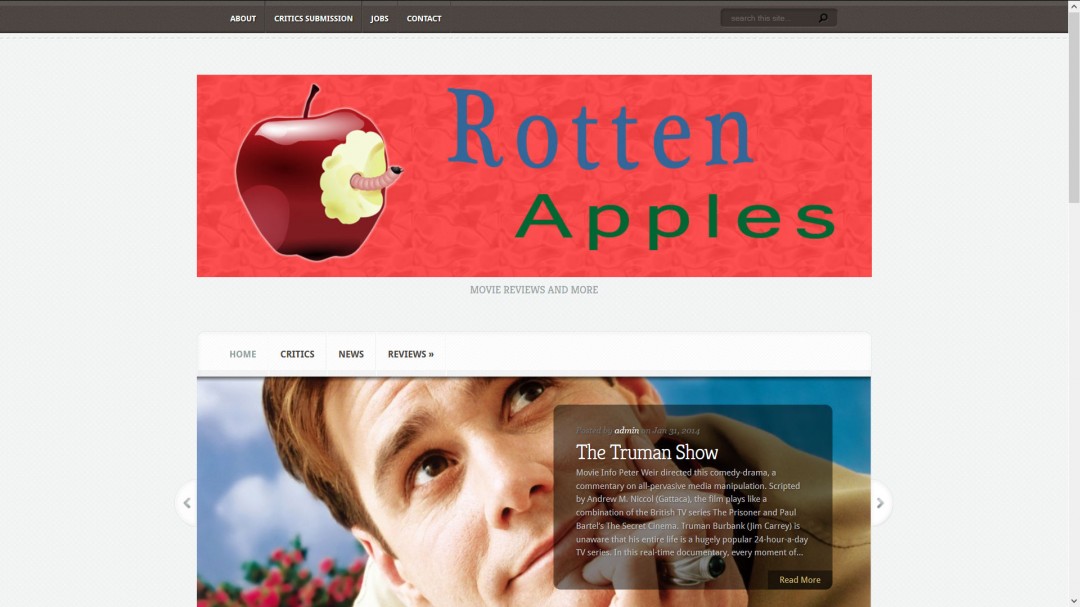 ABOUT
CRITICS SUBMISSION
JOBS
CONTACT
search this site...
Rotten
Apples
MOVIE REVIEWS AND MORE
HOME
CRITICS
NEWS
REVIEWS »
Posted by admin on Jan 31, 2014
The Truman Show
Movie Info Peter Weir directed this comedy-drama, a
commentary on all-pervasive media manipulation. Scripted
by Andrew M. Niccol (Gattaca), the film plays like a
combination of the British TV series The Prisoner and Paul
Bartel's The Secret Cinema. Truman Burbank (Jim Carrey) is
unaware that his entire life is a hugely popular 24-hour-a-day
TV series. In this real-time documentary, every moment of...
Read More